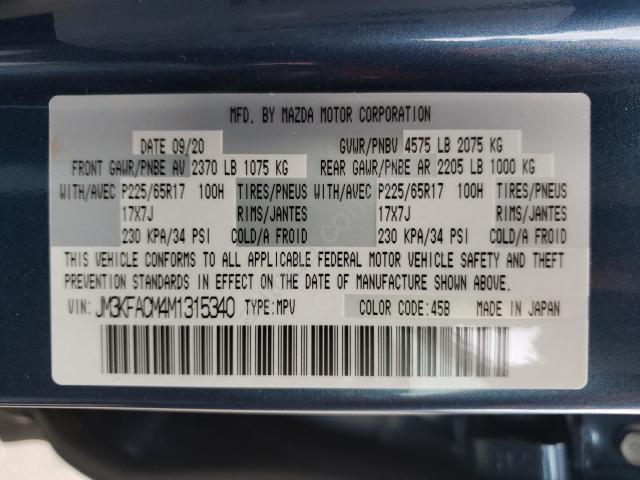 MFD. BY MAZDA MOTOR CORPORATION
DATE 09/20 GVWR/PNBV 4575 LB 2075 KG
FRONT GAWR/PNBE AV 2370 LB 1075 KG REAR GAWR/PNBE AR 2205 LB 1000 KG
WITH/AVEC P225/65R17 100H TIRES/PNEUS WITH/AVEC P225/65R17 100H TIRES/PNEUS
17X7J RIMS/JANTES 17X7J RIMS/JANTES
230 KPA/34 PSI COLD/A FROID 230 KPA/34 PSI COLD/A FROID
THIS VEHICLE CONFORMS TO ALL APPLICABLE FEDERAL MOTOR VEHICLE SAFETY AND THEFT
PREVENTION STANDARDS IN EFFECT ON THE DATE OF MANUFACTURE SHOWN ABOVE.
VIN: JM3KFACM4M1315340 TYPE:MPV COLOR CODE:45B MADE IN JAPAN